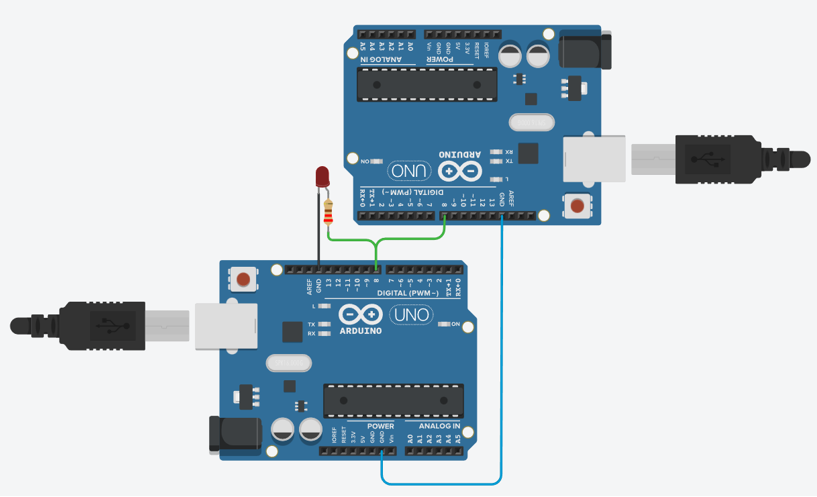 A5 A4 A3 A2 A1 A0 Vin GND GND 5V 3.3V RESET IOREF
ANALOG IN POWER
RX
ON UNO ARDUINO TX
L
DIGITAL (PWM~)
RX◂0 TX▸1 2 ~3 4 ~5 ~6 7 8 ~9 ~10 ~11 12 13 GND AREF
AREF GND 13 12 ~11 ~10 ~9 8 7 ~6 ~5 4 ~3 2 TX▸1 RX◂0
DIGITAL (PWM~)
L
TX ARDUINO UNO ON
RX
POWER ANALOG IN
IOREF RESET 3.3V 5V GND GND Vin A0 A1 A2 A3 A4 A5